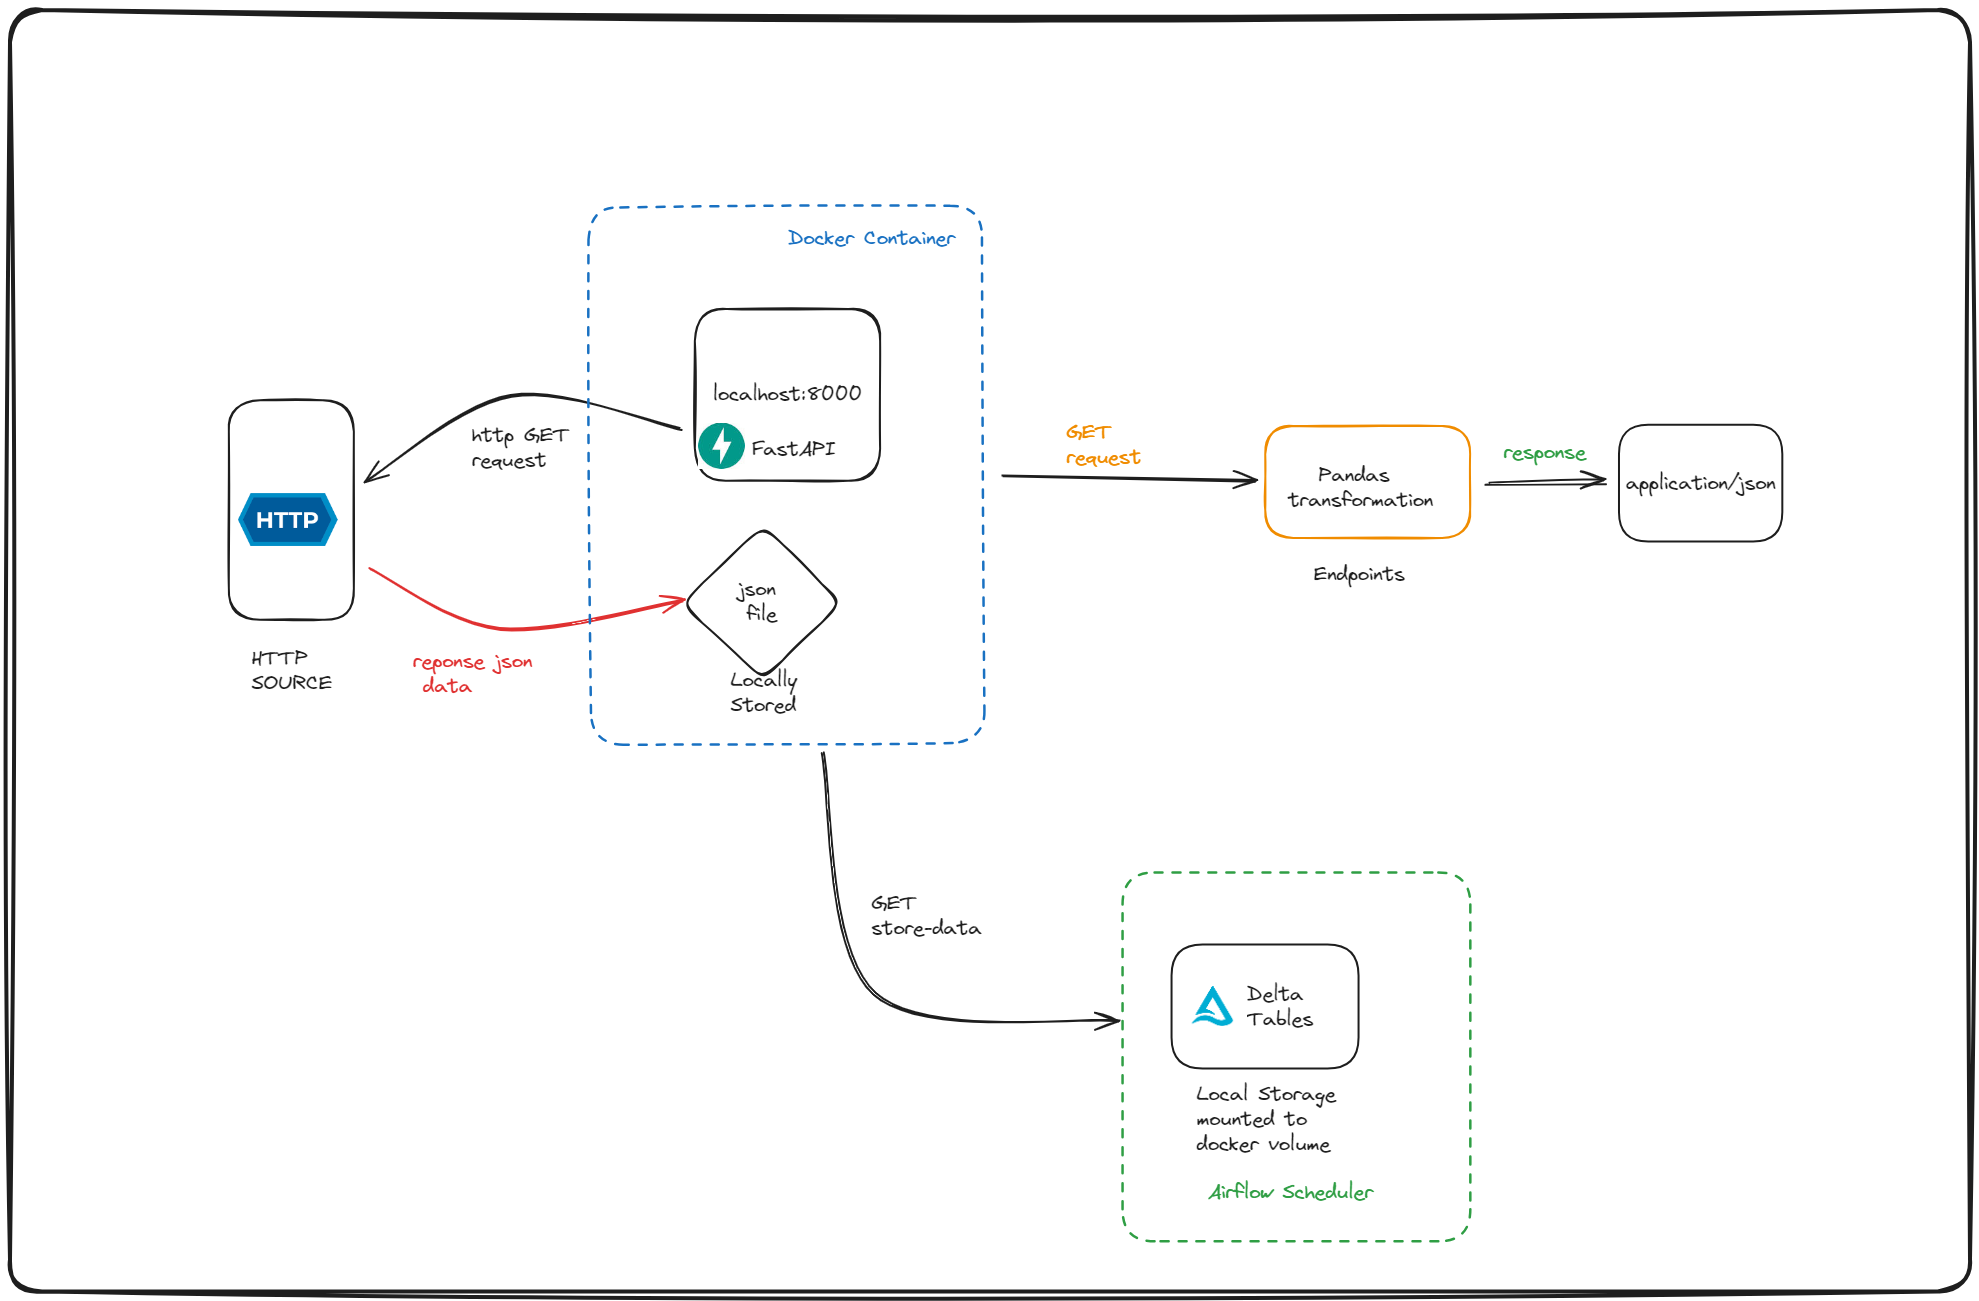 Docker Container
localhost:8000
FastAPI
http GET
request
HTTP
HTTP
SOURCE
reponse json
data
json
file
Locally
Stored
GET
request
Pandas
transformation
Endpoints
response
application/json
GET
store-data
Delta
Tables
Local Storage
mounted to
docker volume
Airflow Scheduler